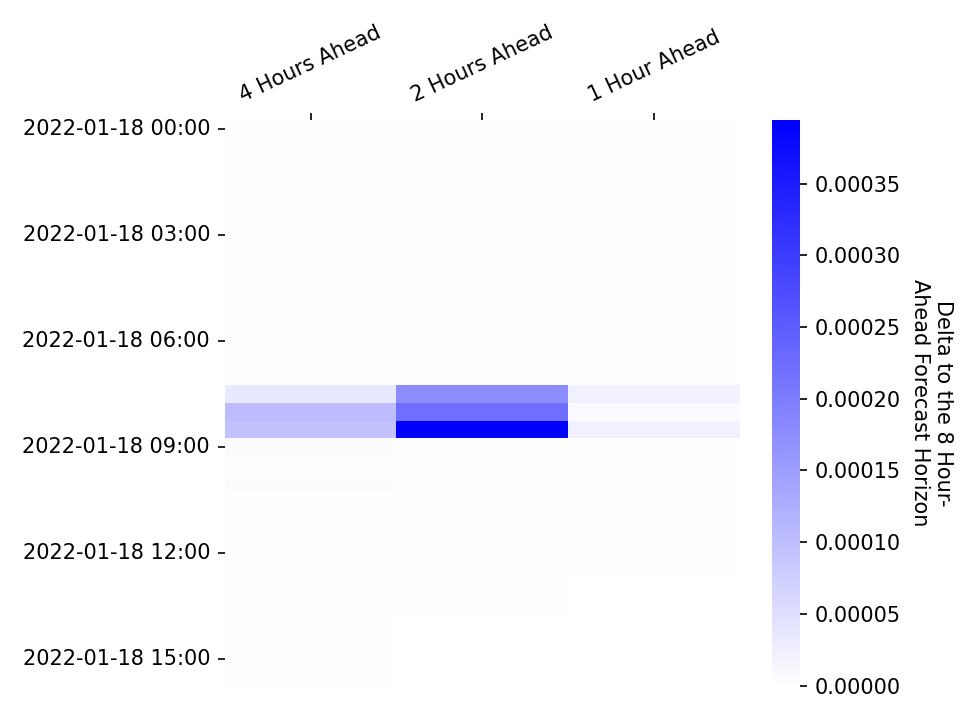 4 Hours Ahead
2 Hours Ahead
1 Hour Ahead
2022-01-18 00:00
2022-01-18 03:00
2022-01-18 06:00
2022-01-18 09:00
2022-01-18 12:00
2022-01-18 15:00
0.00035
0.00030
0.00025
0.00020
0.00015
0.00010
0.00005
0.00000
Delta to the 8 Hour-
Ahead Forecast Horizon